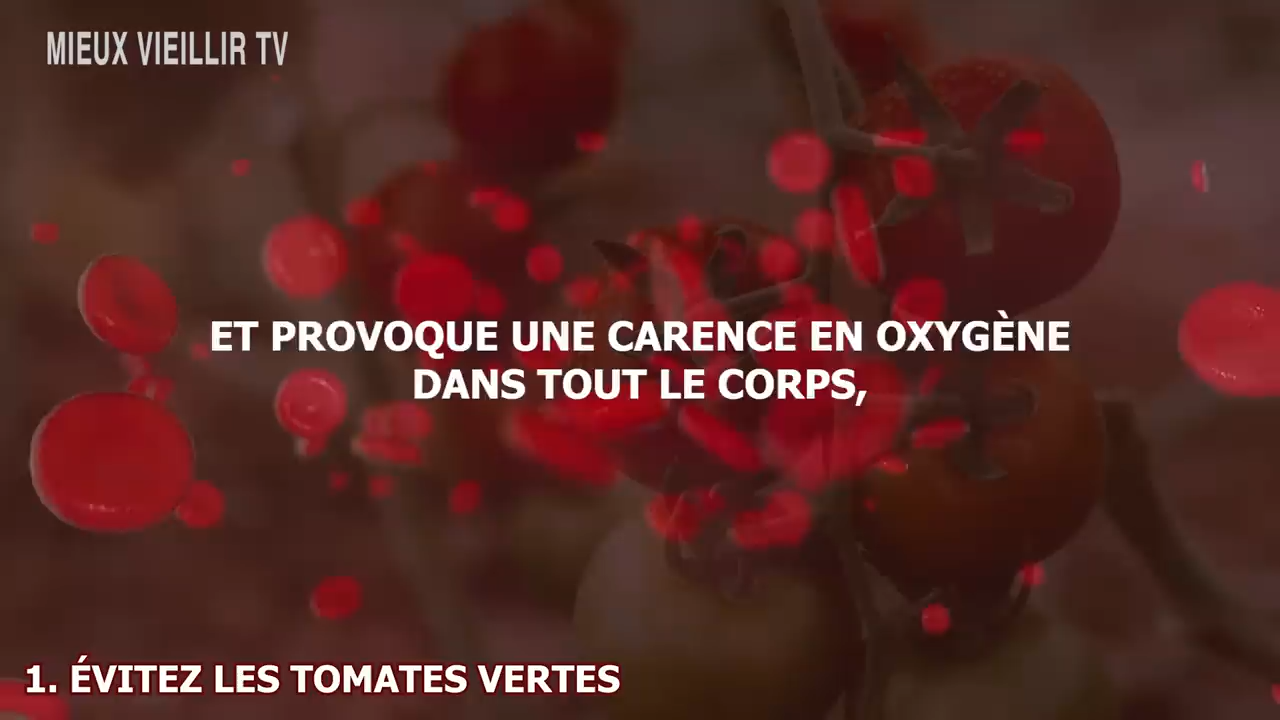 MIEUX VIEILLIR TV
ET PROVOQUE UNE CARENCE EN OXYGÈNE
DANS TOUT LE CORPS,
1. ÉVITEZ LES TOMATES VERTES